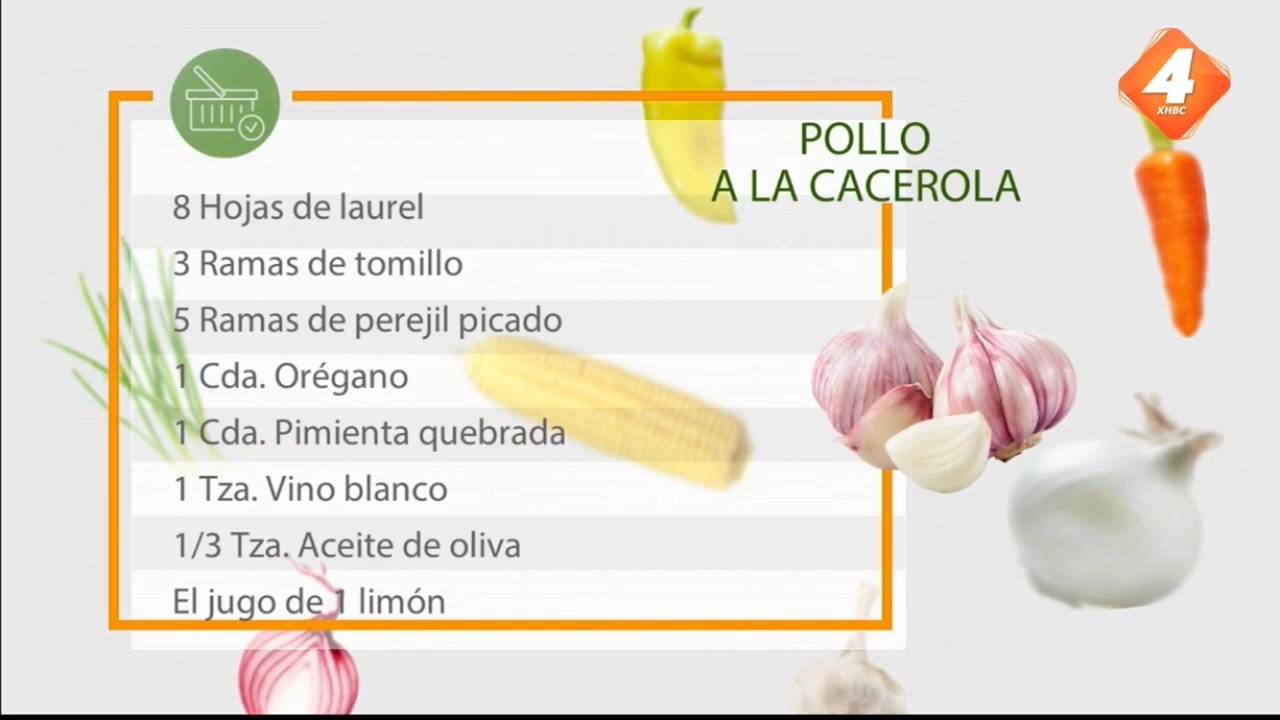 4
XHBC
POLLO
A LA CACEROLA
8 Hojas de laurel
3 Ramas de tomillo
5 Ramas de perejil picado
1 Cda. Orégano
1 Cda. Pimienta quebrada
1 Tza. Vino blanco
1/3 Tza. Aceite de oliva
El jugo de 1 limón